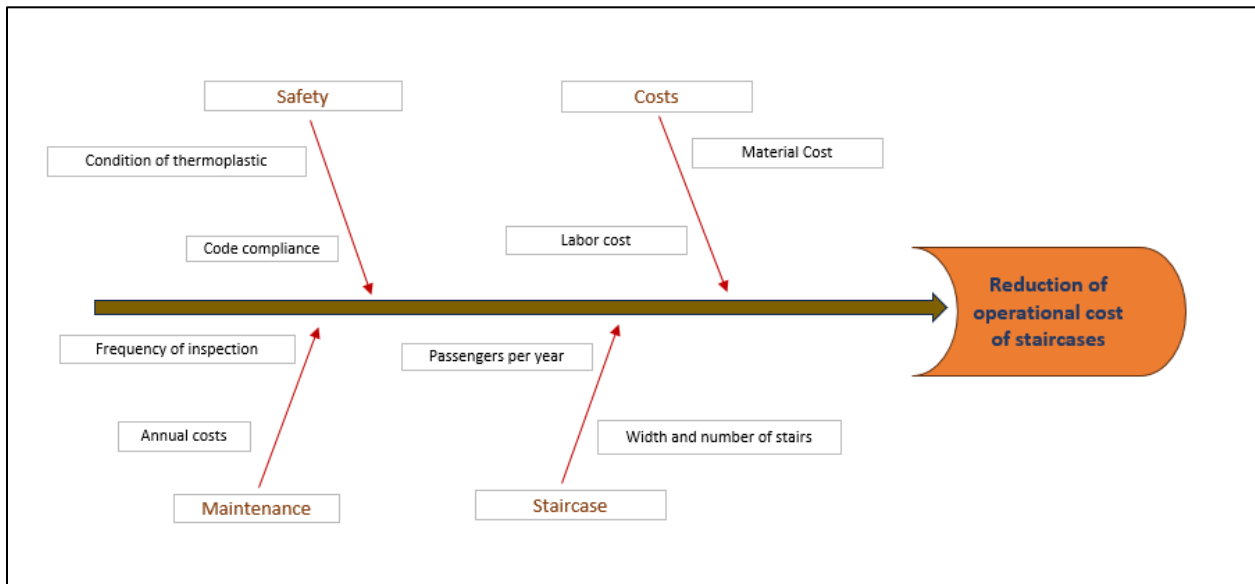 Safety
Costs
Condition of thermoplastic
Material Cost
Code compliance
Labor cost
Reduction of
operational cost
of staircases
Frequency of inspection
Passengers per year
Annual costs
Width and number of stairs
Maintenance
Staircase